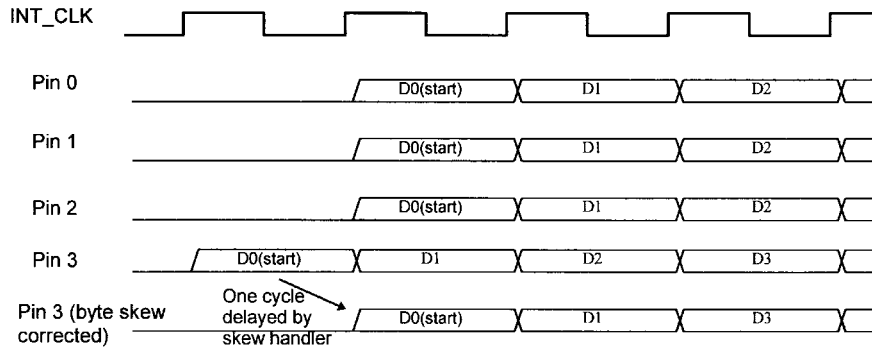 INT_CLK
Pin 0 D0(start) D1 D2
Pin 1 D0(start) D1 D2
Pin 2 D0(start) D1 D2
Pin 3 D0(start) D1 D2 D3
Pin 3 (byte skew
corrected)
One cycle
delayed by
skew handler
D0(start) D1 D3